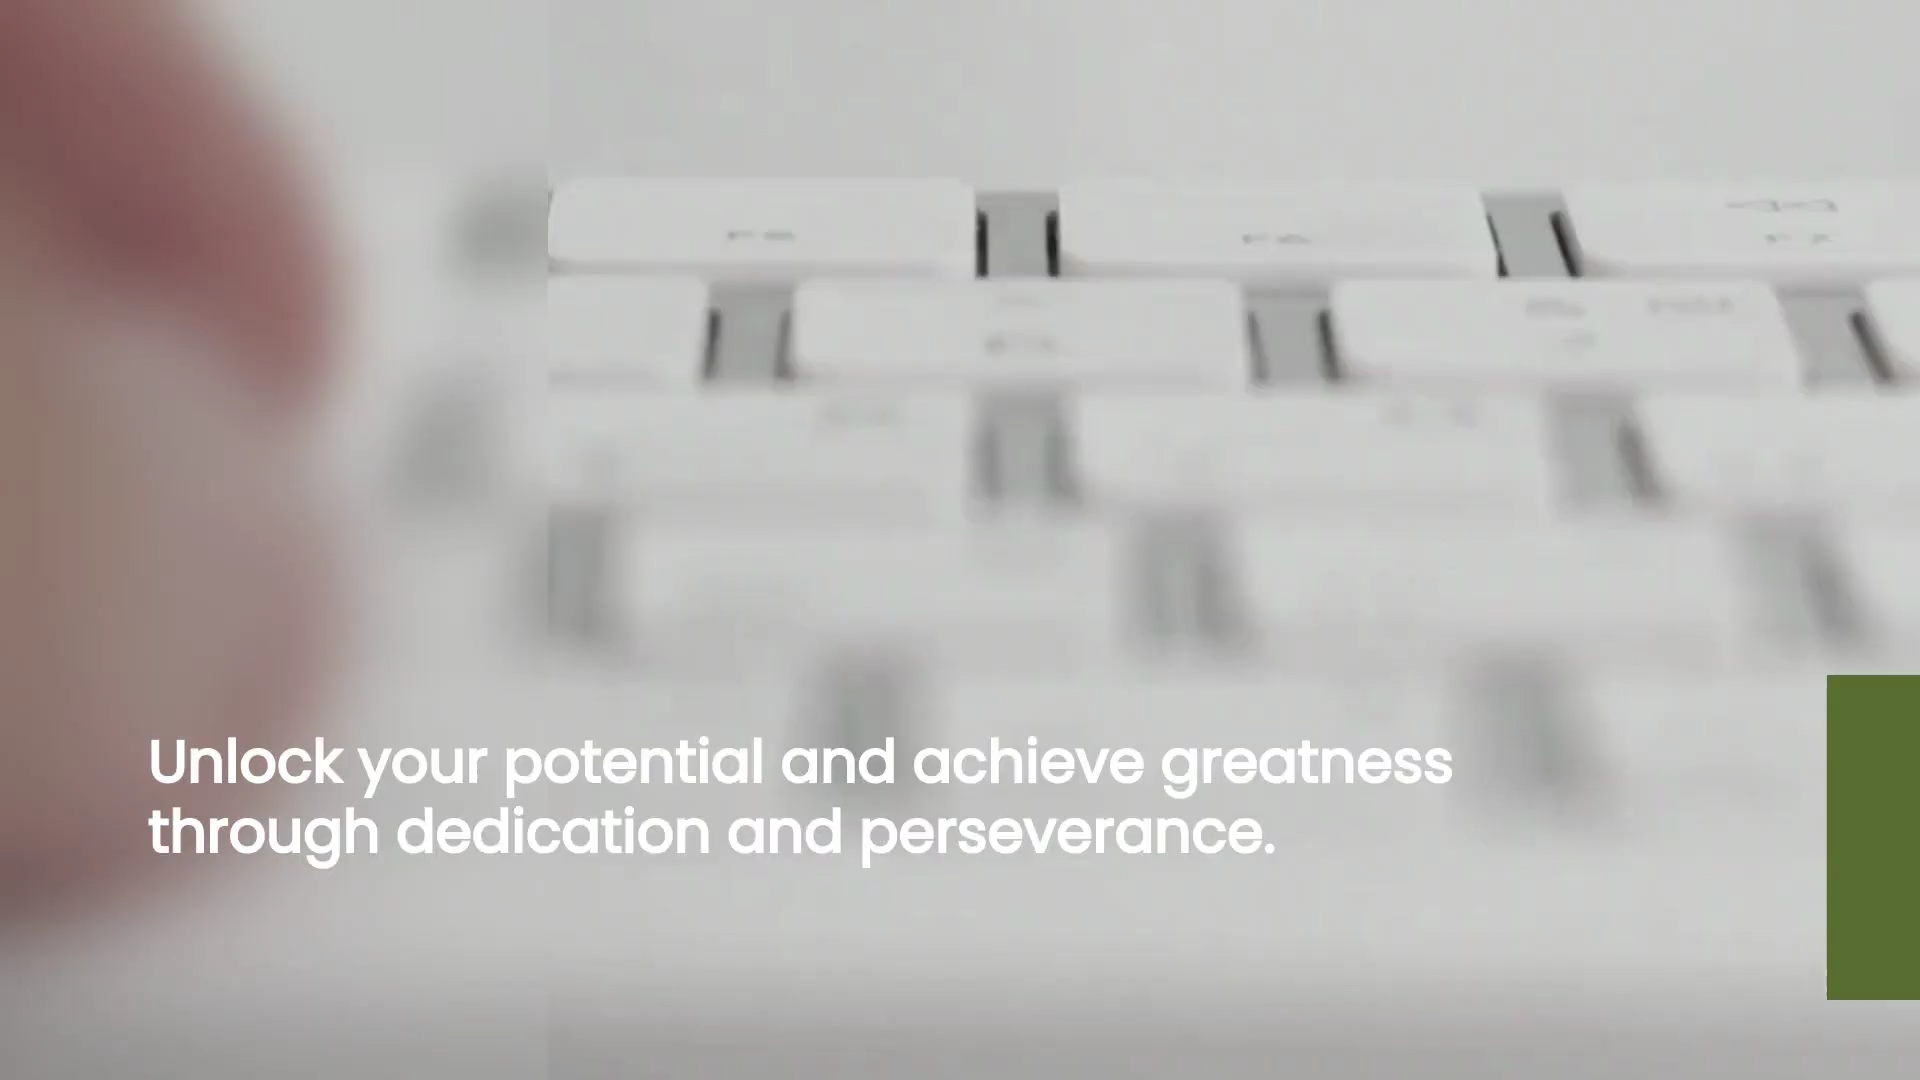 Unlock your potential and achieve greatness
through dedication and perseverance.